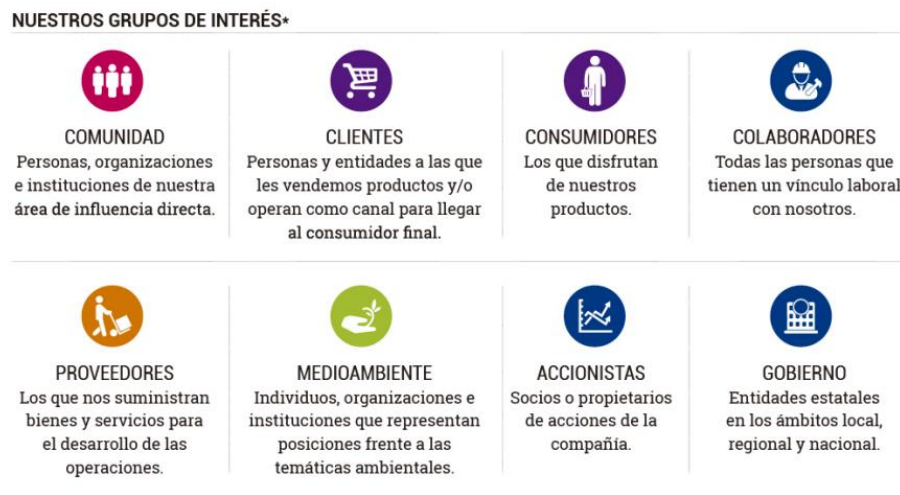 NUESTROS GRUPOS DE INTERÉS*
COMUNIDAD
Personas, organizaciones
e instituciones de nuestra
área de influencia directa.
CLIENTES
Personas y entidades a las que
les vendemos productos y/o
operan como canal para llegar
al consumidor final.
CONSUMIDORES
Los que disfrutan
de nuestros
productos.
COLABORADORES
Todas las personas que
tienen un vínculo laboral
con nosotros.
PROVEEDORES
Los que nos suministran
bienes y servicios para
el desarrollo de las
operaciones.
MEDIOAMBIENTE
Individuos, organizaciones e
instituciones que representan
posiciones frente a las
temáticas ambientales.
ACCIONISTAS
Socios o propietarios
de acciones de la
compañía.
GOBIERNO
Entidades estatales
en los ámbitos local,
regional y nacional.